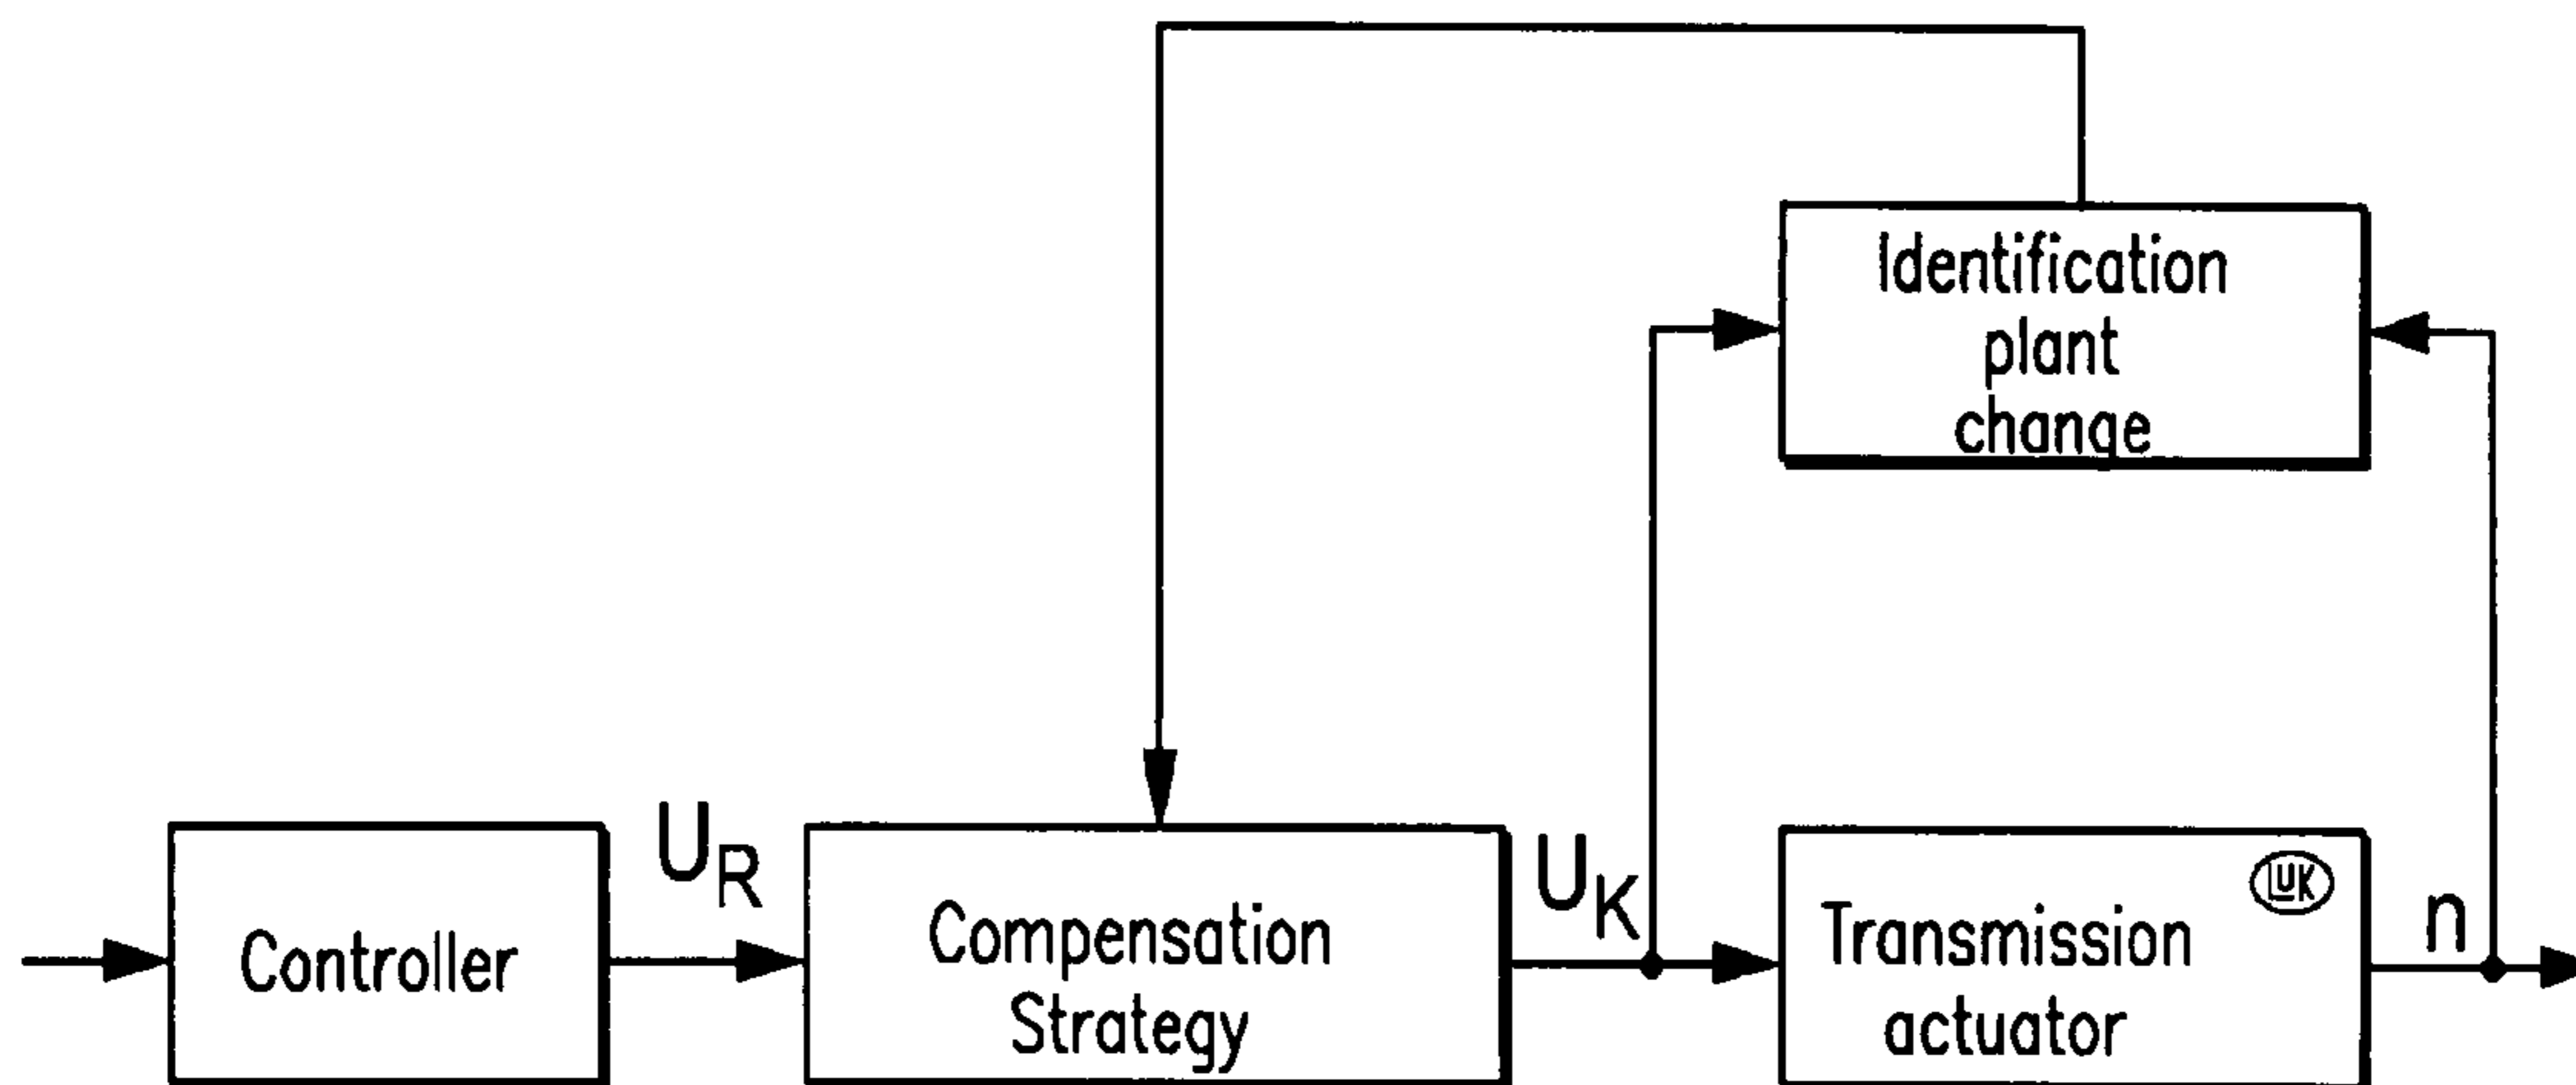 Identification
plant
change
U_R
Controller
Compensation
Strategy
U_K
Transmission
actuator
LUK
n